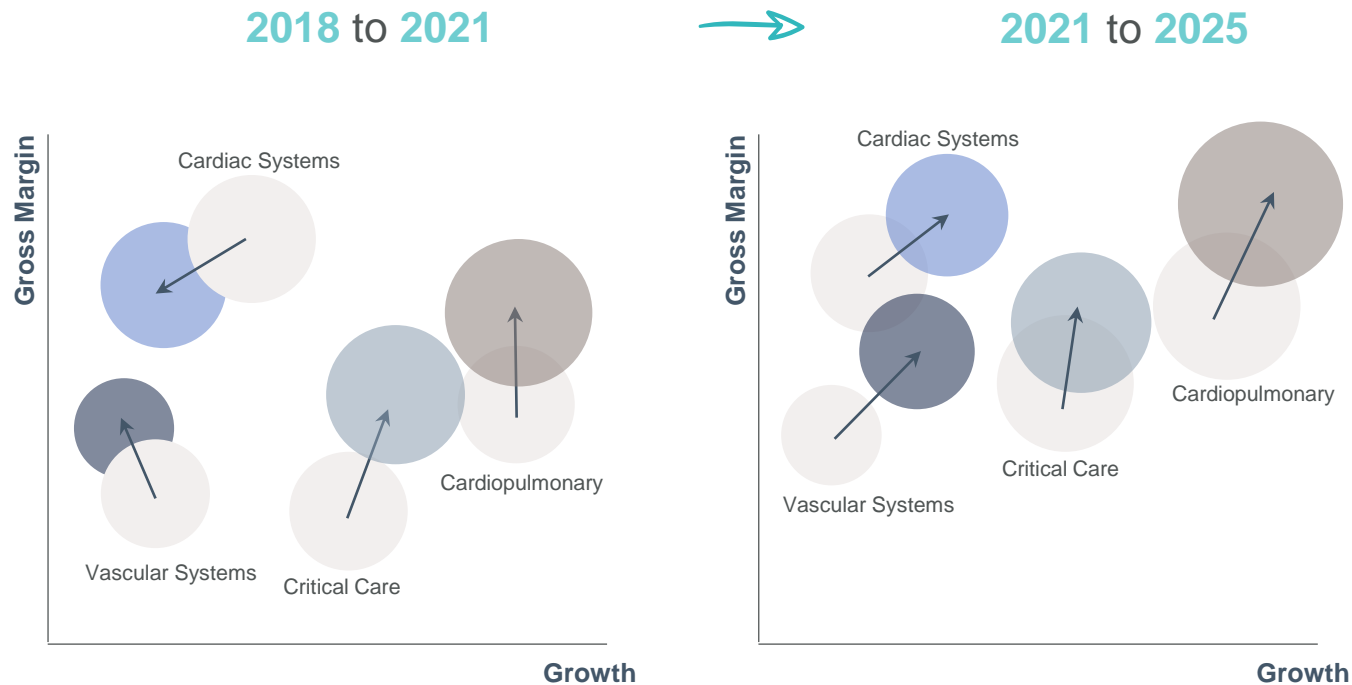 2018 to 2021
2021 to 2025
Gross Margin
Cardiac Systems
Vascular Systems
Critical Care
Cardiopulmonary
Growth
Gross Margin
Cardiac Systems
Vascular Systems
Critical Care
Cardiopulmonary
Growth